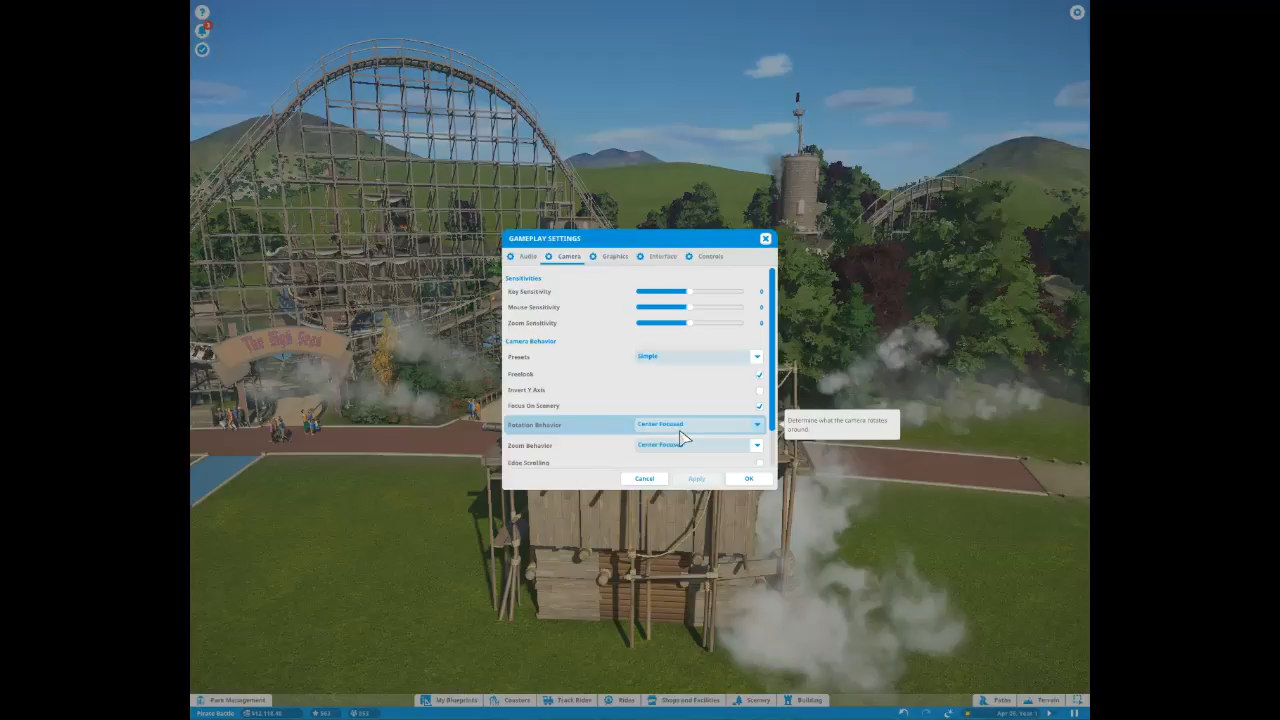 ?
3
The High Seas
GAMEPLAY SETTINGS
Audio Camera Graphics Interface Controls
Sensitivities
Key Sensitivity 0
Mouse Sensitivity 0
Zoom Sensitivity 0
Camera Behavior
Presets Simple
Freelook
Invert Y Axis
Focus On Scenery
Rotation Behavior Center Focused
Determine what the camera rotates
around.
Zoom Behavior Center Focused
Edge Scrolling
Cancel Apply OK
Park Management My Blueprints Coasters Track Rides Rides Shops and Facilities Scenery Building Paths Terrain
Pirate Battle